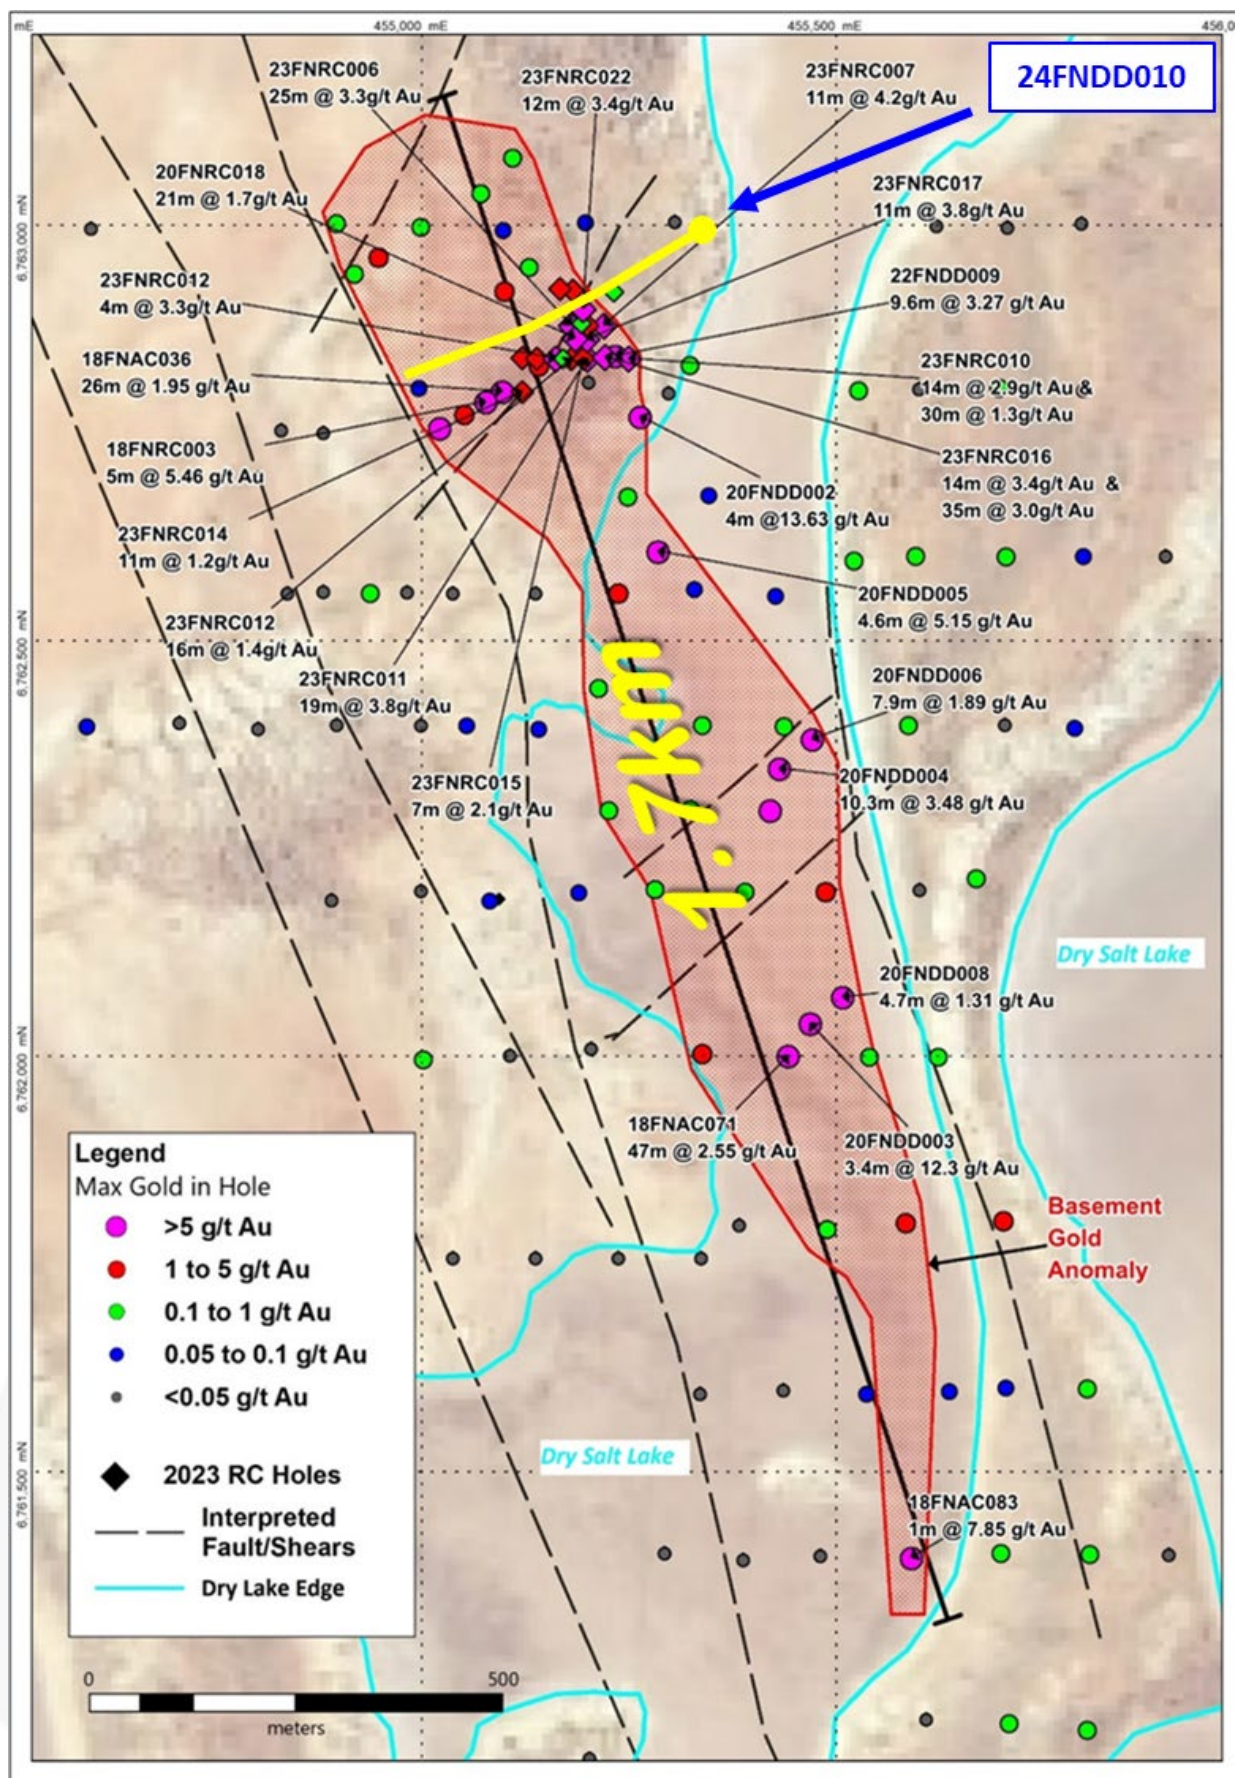 mE
455,000 mE
455,500 mE
456,0
24FNDD010
23FNRC006
25m @ 3.3g/t Au
23FNRC022
12m @ 3.4g/t Au
23FNRC007
11m @ 4.2g/t Au
20FNRC018
21m @ 1.7g/t Au
23FNRC017
11m @ 3.8g/t Au
6,763,000 mN
23FNRC012
4m @ 3.3g/t Au
22FNDD009
9.6m @ 3.27 g/t Au
18FNAC036
26m @ 1.95 g/t Au
23FNRC010
14m @ 2.9g/t Au &
30m @ 1.3g/t Au
18FNRC003
5m @ 5.46 g/t Au
23FNRC016
14m @ 3.4g/t Au &
35m @ 3.0g/t Au
20FNDD002
4m @13.63 g/t Au
23FNRC014
11m @ 1.2g/t Au
20FNDD005
4.6m @ 5.15 g/t Au
23FNRC012
16m @ 1.4g/t Au
6,762,500 mN
23FNRC011
19m @ 3.8g/t Au
1.7km
20FNDD006
7.9m @ 1.89 g/t Au
23FNRC015
7m @ 2.1g/t Au
20FNDD004
10.3m @ 3.48 g/t Au
Dry Salt Lake
20FNDD008
4.7m @ 1.31 g/t Au
6,762,000 mN
18FNAC071
47m @ 2.55 g/t Au
20FNDD003
3.4m @ 12.3 g/t Au
Basement
Gold
Anomaly
Legend
Max Gold in Hole
>5 g/t Au
1 to 5 g/t Au
0.1 to 1 g/t Au
0.05 to 0.1 g/t Au
<0.05 g/t Au
2023 RC Holes
Interpreted
Fault/Shears
Dry Lake Edge
Dry Salt Lake
6,761,500 mN
18FNAC083
1m @ 7.85 g/t Au
0
500
meters